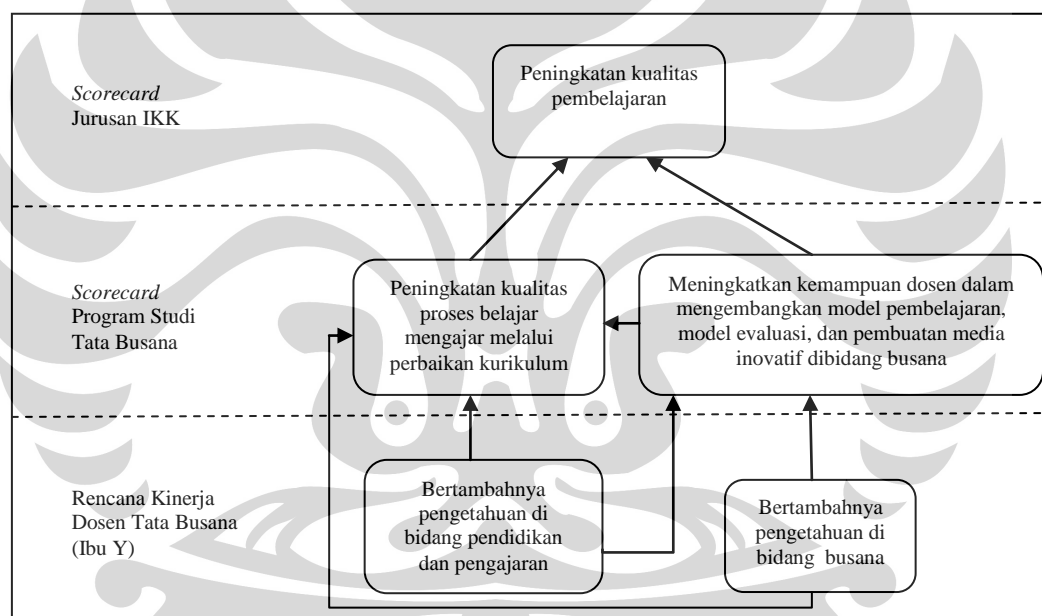 Scorecard
Jurusan IKK
Peningkatan kualitas
pembelajaran
Scorecard
Program Studi
Tata Busana
Peningkatan kualitas
proses belajar
mengajar melalui
perbaikan kurikulum
Meningkatkan kemampuan dosen dalam
mengembangkan model pembelajaran,
model evaluasi, dan pembuatan media
inovatif dibidang busana
Rencana Kinerja
Dosen Tata Busana
(Ibu Y)
Bertambahnya
pengetahuan di
bidang pendidikan
dan pengajaran
Bertambahnya
pengetahuan di
bidang busana